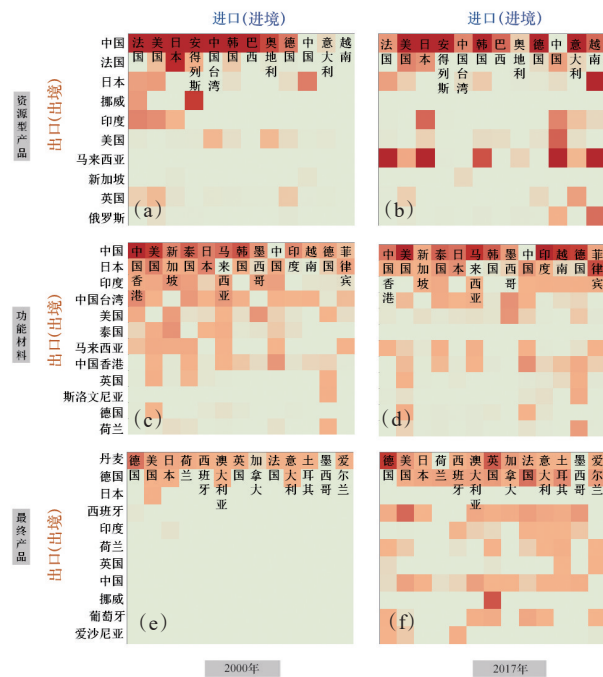 进口(进境)
进口(进境)
资源型产品
出口(出境)
中国
法国
日本
挪威
印度
美国
马来西亚
新加坡
英国
俄罗斯
法国
美国
日本
安得列斯
中国台湾
韩国
巴西
奥地利
德国
中国
意大利
越南
(a)
法国
美国
日本
安得列斯
中国台湾
韩国
巴西
奥地利
德国
中国
意大利
越南
(b)
功能材料
出口(出境)
中国
日本
印度
中国台湾
美国
泰国
马来西亚
中国香港
英国
斯洛文尼亚
德国
荷兰
中国香港
美国
新加坡
泰国
日本
马来西亚
韩国
墨西哥
中国
印度
越南
德国
菲律宾
(c)
中国香港
美国
新加坡
泰国
日本
马来西亚
韩国
墨西哥
中国
印度
越南
德国
菲律宾
(d)
最终产品
出口(出境)
丹麦
德国
日本
西班牙
印度
荷兰
英国
中国
挪威
葡萄牙
爱沙尼亚
德国
美国
日本
荷兰
西班牙
澳大利亚
英国
加拿大
法国
意大利
土耳其
墨西哥
爱尔兰
(e)
德国
美国
日本
荷兰
西班牙
澳大利亚
英国
加拿大
法国
意大利
土耳其
墨西哥
爱尔兰
(f)
2000年
2017年